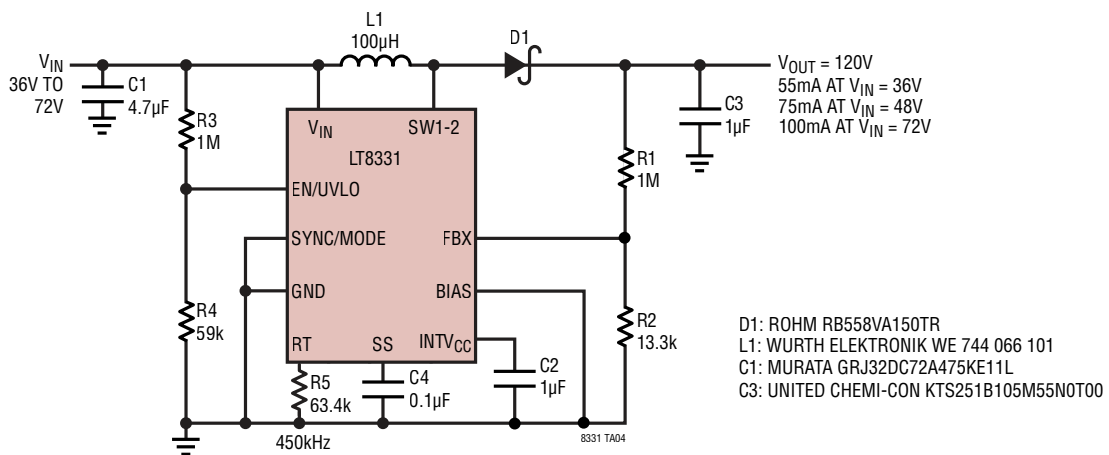 L1
100µH
D1
VIN
36V TO
72V
C1
4.7µF
R3
1M
VIN
SW1-2
LT8331
EN/UVLO
SYNC/MODE
FBX
GND
BIAS
RT
SS
INTVCC
R4
59k
R5
63.4k
450kHz
C4
0.1µF
C2
1µF
R1
1M
R2
13.3k
C3
1µF
VOUT = 120V
55mA AT VIN = 36V
75mA AT VIN = 48V
100mA AT VIN = 72V
8331 TA04
D1: ROHM RB558VA150TR
L1: WURTH ELEKTRONIK WE 744 066 101
C1: MURATA GRJ32DC72A475KE11L
C3: UNITED CHEMI-CON KTS251B105M55N0T00